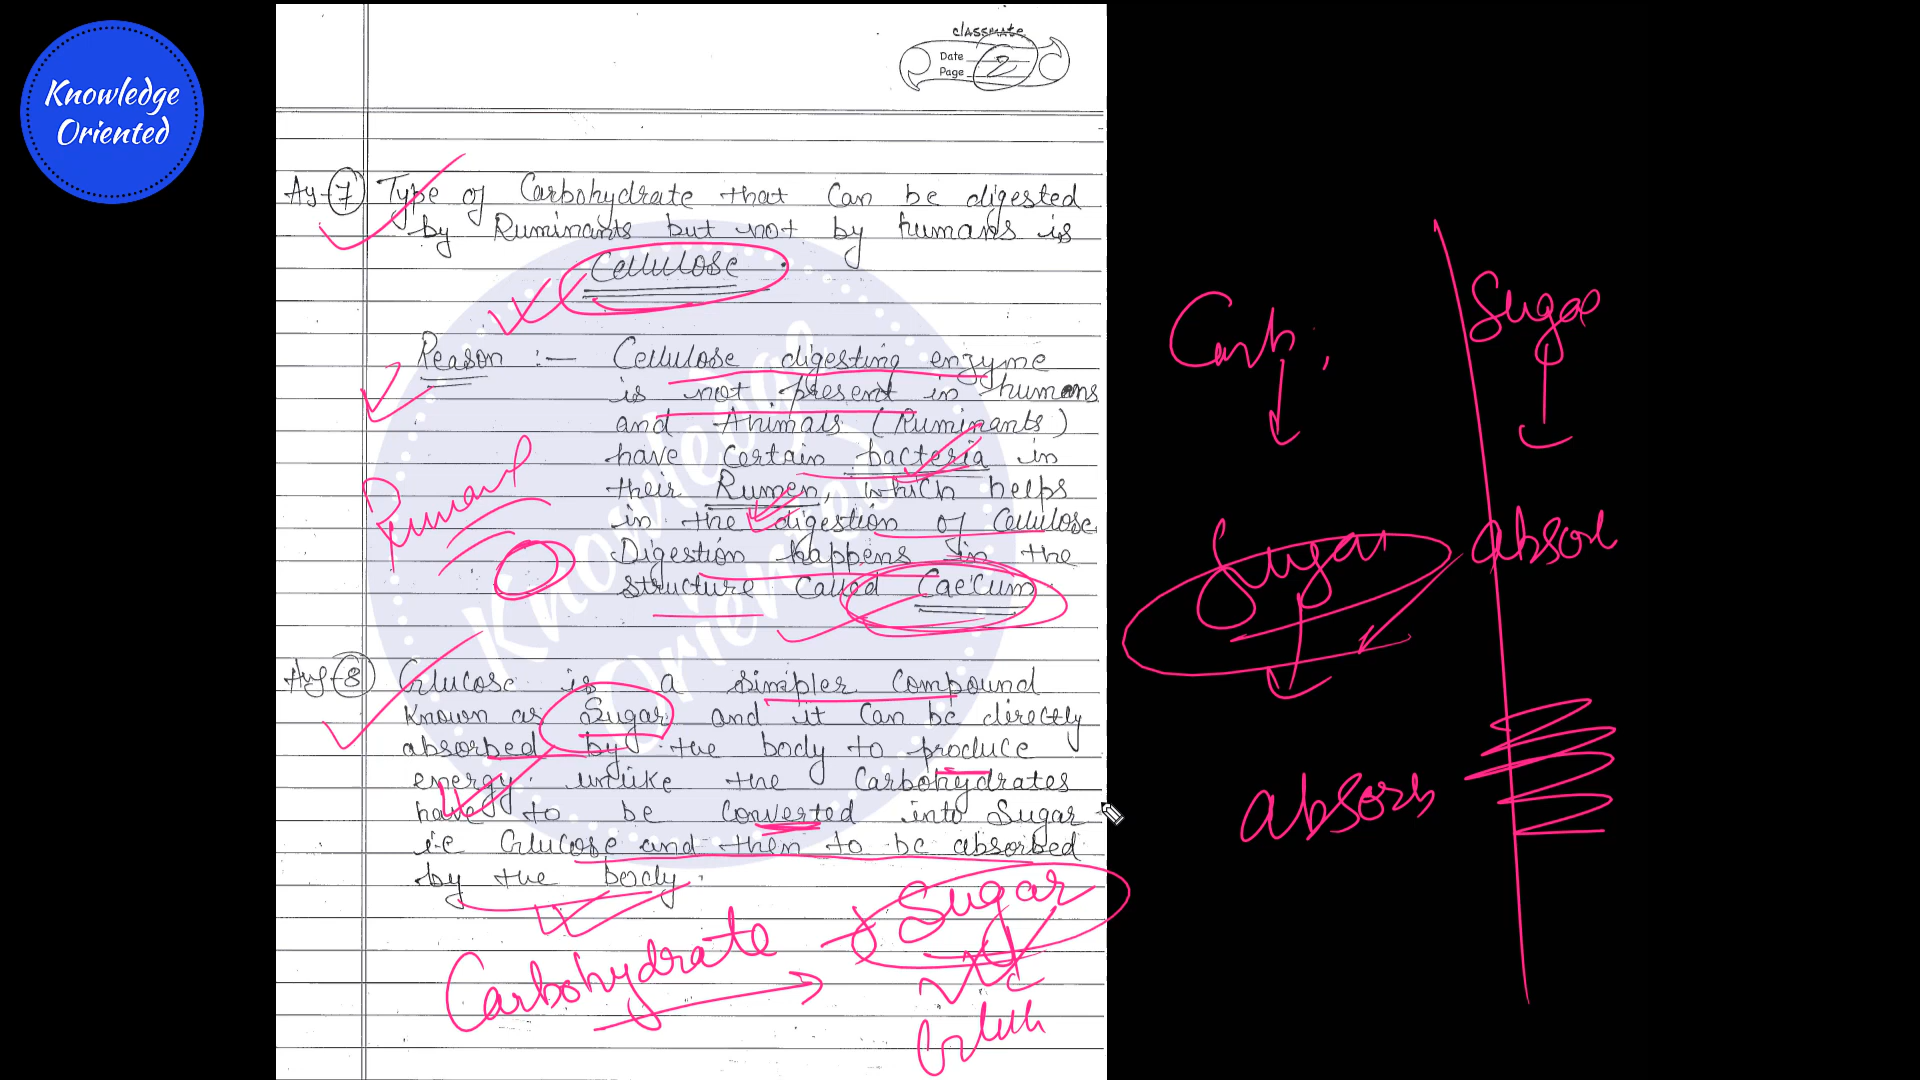 Knowledge
Oriented
classmate
Date
Page 2
Ay-7 Type of Carbohydrate that can be digested
by Ruminants but not by humans is
Cellulose.
Reason :- Cellulose digesting enzyme
is not present in humans
and Animals (Ruminants)
have certain bacteria in
their Rumen, which helps
in the digestion of Cellulose
Digestion happens in the
structure called Caecum
Ans-8 Glucose is a simpler compound
known as Sugar and it can be directly
absorbed by the body to produce
energy unlike the Carbohydrates
have to be converted into Sugar
i.e Glucose and then to be absorbed
by the body.
Carbohydrate
Sugar
Carb.
Sugar
Sugar
absorb
Knowledge
Oriented